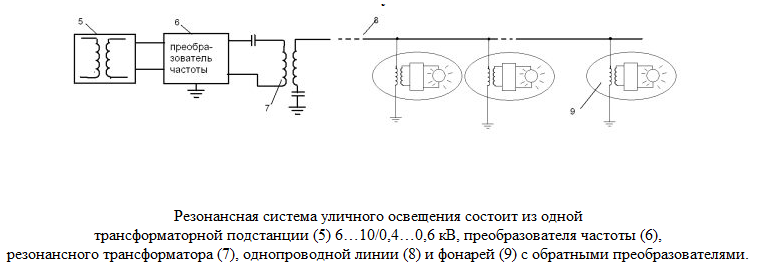 5
6
8
преобра-
зователь
частоты
7
9
Резонансная система уличного освещения состоит из одной
трансформаторной подстанции (5) 6…10/0,4…0,6 кВ, преобразователя частоты (6),
резонансного трансформатора (7), однопроводной линии (8) и фонарей (9) с обратными преобразователями.